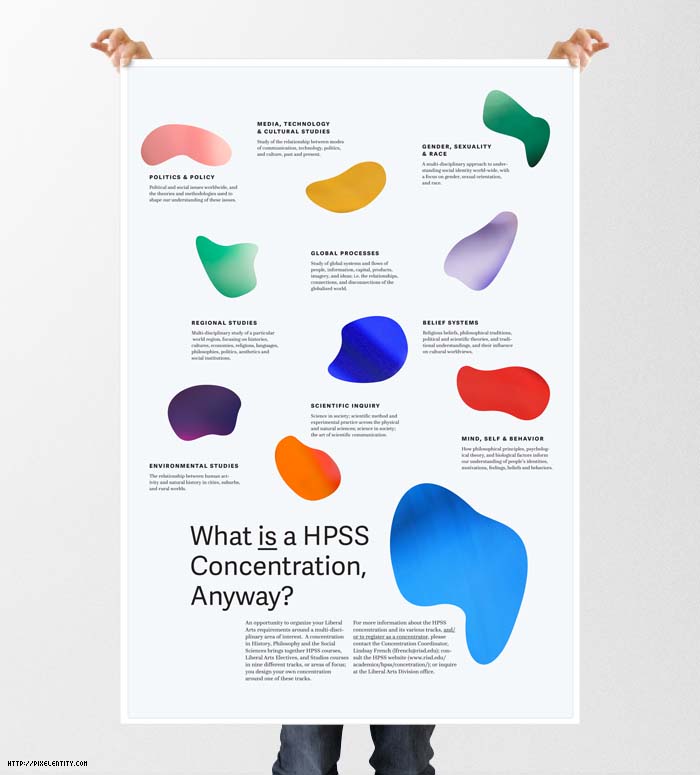 MEDIA, TECHNOLOGY
& CULTURAL STUDIES
Study of the relationship between modes
of communication, technology, politics,
and culture, past and present.
GENDER, SEXUALITY
& RACE
A multi-disciplinary approach to under-
standing social identity world-wide, with
a focus on gender, sexual orientation,
and race.
POLITICS & POLICY
Political and social issues worldwide, and
the theories and methodologies used to
shape our understanding of these issues.
GLOBAL PROCESSES
Study of global systems and flows of
people, information, capital, products,
imagery, and ideas; i.e. the relationships,
connections, and disconnections of the
globalized world.
REGIONAL STUDIES
Multi-disciplinary study of a particular
world region, focusing on histories,
cultures, economies, religions, languages,
philosophies, politics, aesthetics and
social institutions.
BELIEF SYSTEMS
Religious beliefs, philosophical traditions,
political and scientific theories, and tradi-
tional understandings, and their influence
on cultural worldviews.
SCIENTIFIC INQUIRY
Science in society; scientific method and
experimental practice across the physical
and natural sciences; science in society;
the art of scientific communication.
MIND, SELF & BEHAVIOR
How philosophical principles, psycholog-
ical theory, and biological factors inform
our understanding of people's identities,
motivations, feelings, beliefs and behaviors.
ENVIRONMENTAL STUDIES
The relationship between human act-
ivity and natural history in cities, suburbs,
and rural worlds.
What is a HPSS
Concentration,
Anyway?
An opportunity to organize your Liberal
Arts requirements around a multi-disci-
plinary area of interest. A concentration
in History, Philosophy and the Social
Sciences brings together HPSS courses,
Liberal Arts Electives, and Studios courses
in nine different tracks, or areas of focus;
you design your own concentration
around one of these tracks.
For more information about the HPSS
concentration and its various tracks, and/
or to register as a concentrator, please
contact the Concentration Coordinator,
Lindsay French (lfrench@risd.edu); con-
sult the HPSS website (www.risd.edu/
academics/hpss/concetration/); or inquire
at the Liberal Arts Division office.
HTTP://PIXELENTITY.COM